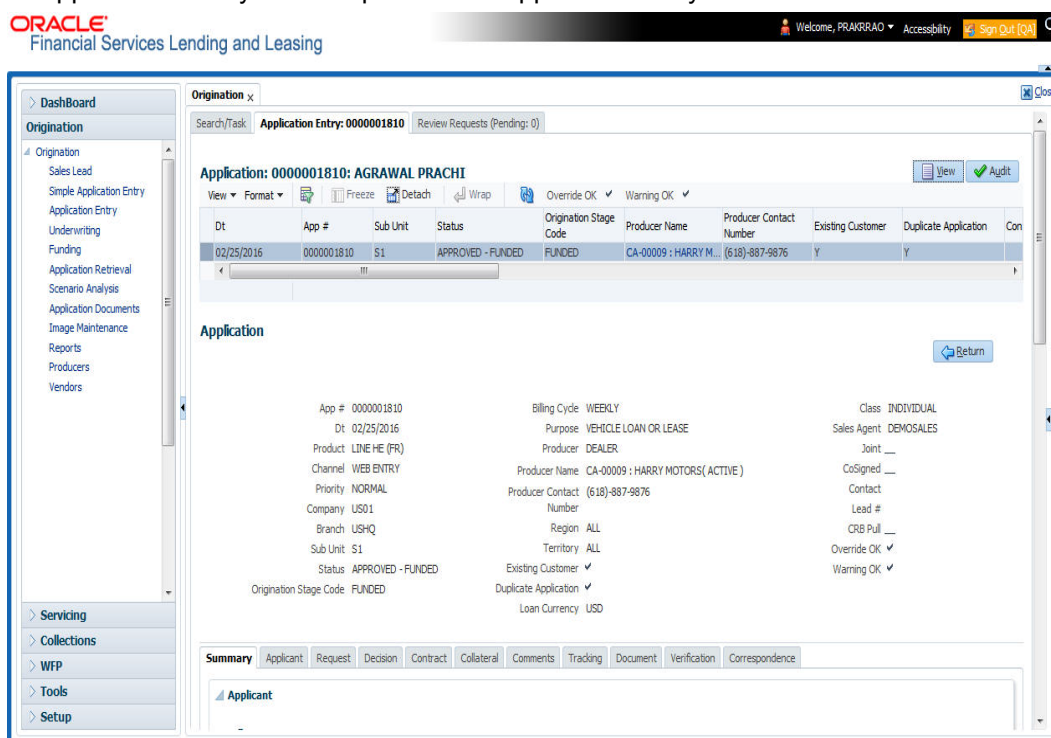 ORACLE
Financial Services Lending and Leasing
Welcome, PRAKRRAO Accessibility Sign Out [QA]
DashBoard
Origination
Origination
Sales Lead
Simple Application Entry
Application Entry
Underwriting
Funding
Application Retrieval
Scenario Analysis
Application Documents
Image Maintenance
Reports
Producers
Vendors
Servicing
Collections
WFP
Tools
Setup
Origination x
Search/Task Application Entry: 0000001810 Review Requests (Pending: 0)
Application: 0000001810: AGRAWAL PRACHI
View Audit
View Format Freeze Detach Wrap Override OK Warning OK
Dt App # Sub Unit Status Origination Stage Code Producer Name Producer Contact Number Existing Customer Duplicate Application Con
02/25/2016 0000001810 S1 APPROVED - FUNDED FUNDED CA-00009 : HARRY M... (618)-887-9876 Y Y
Application
Return
App # 0000001810
Dt 02/25/2016
Product LINE HE (FR)
Channel WEB ENTRY
Priority NORMAL
Company US01
Branch USHQ
Sub Unit S1
Status APPROVED - FUNDED
Origination Stage Code FUNDED
Billing Cycle WEEKLY
Purpose VEHICLE LOAN OR LEASE
Producer DEALER
Producer Name CA-00009 : HARRY MOTORS( ACTIVE )
Producer Contact Number (618)-887-9876
Region ALL
Territory ALL
Existing Customer
Duplicate Application
Loan Currency USD
Class INDIVIDUAL
Sales Agent DEMOSALES
Joint
CoSigned
Contact
Lead #
CRB Pull
Override OK
Warning OK
Summary Applicant Request Decision Contract Collateral Comments Tracking Document Verification Correspondence
Applicant